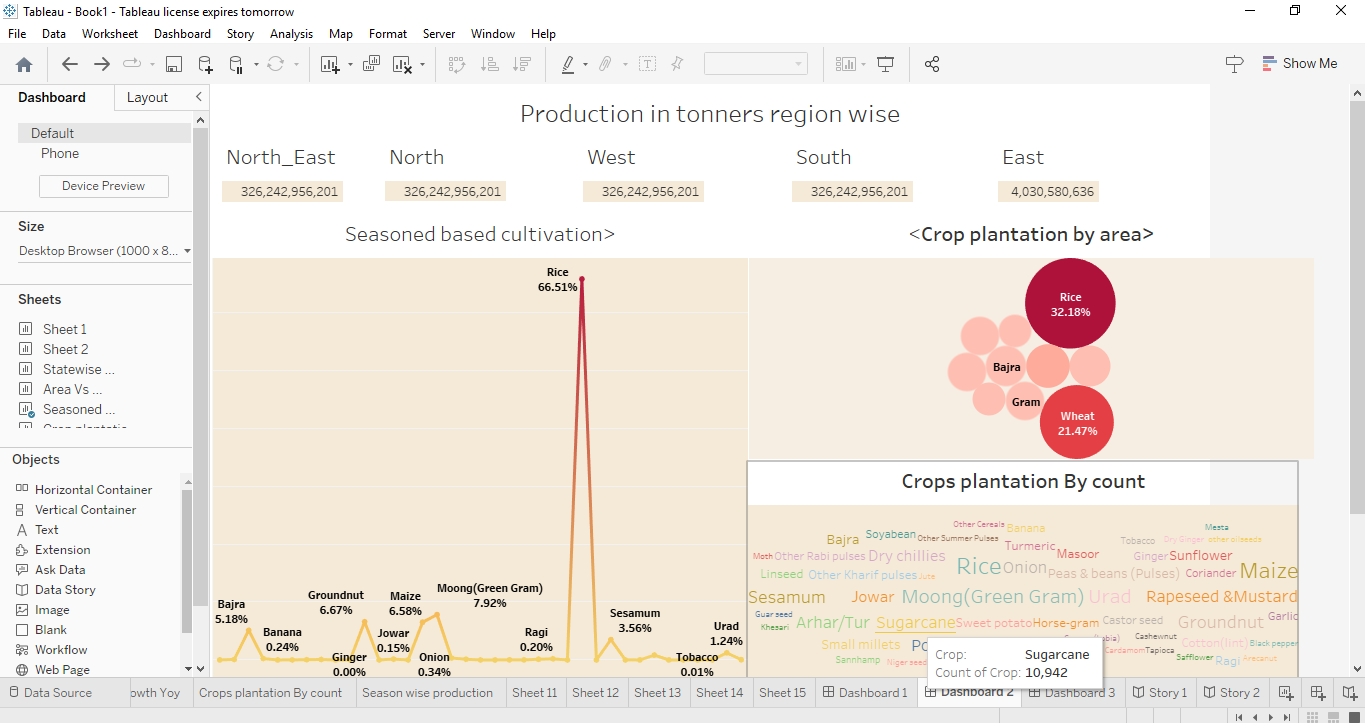 Tableau - Book1 - Tableau license expires tomorrow
File Data Worksheet Dashboard Story Analysis Map Format Server Window Help
Show Me
Dashboard Layout
Default
Phone
Device Preview
Size
Desktop Browser (1000 x 8...
Sheets
Sheet 1
Sheet 2
Statewise ...
Area Vs ...
Seasoned ...
Objects
Horizontal Container
Vertical Container
Text
Extension
Ask Data
Data Story
Image
Blank
Workflow
Web Page
Production in tonners region wise
North_East North West South East
326,242,956,201 326,242,956,201 326,242,956,201 326,242,956,201 4,030,580,636
Seasoned based cultivation>
Rice
66.51%
Bajra
5.18%
Banana
0.24%
Groundnut
6.67%
Ginger
0.00%
Jowar
0.15%
Maize
6.58%
Onion
0.34%
Moong(Green Gram)
7.92%
Ragi
0.20%
Sesamum
3.56%
Tobacco
0.01%
Urad
1.24%
<Crop plantation by area>
Rice
32.18%
Bajra
Gram
Wheat
21.47%
Crops plantation By count
Other Cereals Banana Mesta
Bajra Soyabean Other Summer Pulses Turmeric Tobacco Dry Ginger other oilseeds
Moth Other Rabi pulses Dry chillies Masoor Ginger Sunflower
Linseed Other Kharif pulses Jute Rice Onion Peas & beans (Pulses) Coriander Maize
Sesamum Jowar Moong(Green Gram) Urad Rapeseed &Mustard
Guar seed Khesari Arhar/Tur Sugarcane Sweet potato Horse-gram Castor seed Groundnut Garlic
Small millets Cashewnut Cotton(lint) Black pepper
Sannhamp Niger seed Cardamom Tapioca Safflower Ragi Arecanut
Crop: Sugarcane
Count of Crop: 10,942
Data Source owth Yoy Crops plantation By count Season wise production Sheet 11 Sheet 12 Sheet 13 Sheet 14 Sheet 15 Dashboard 1 Dashboard 2 Dashboard 3 Story 1 Story 2